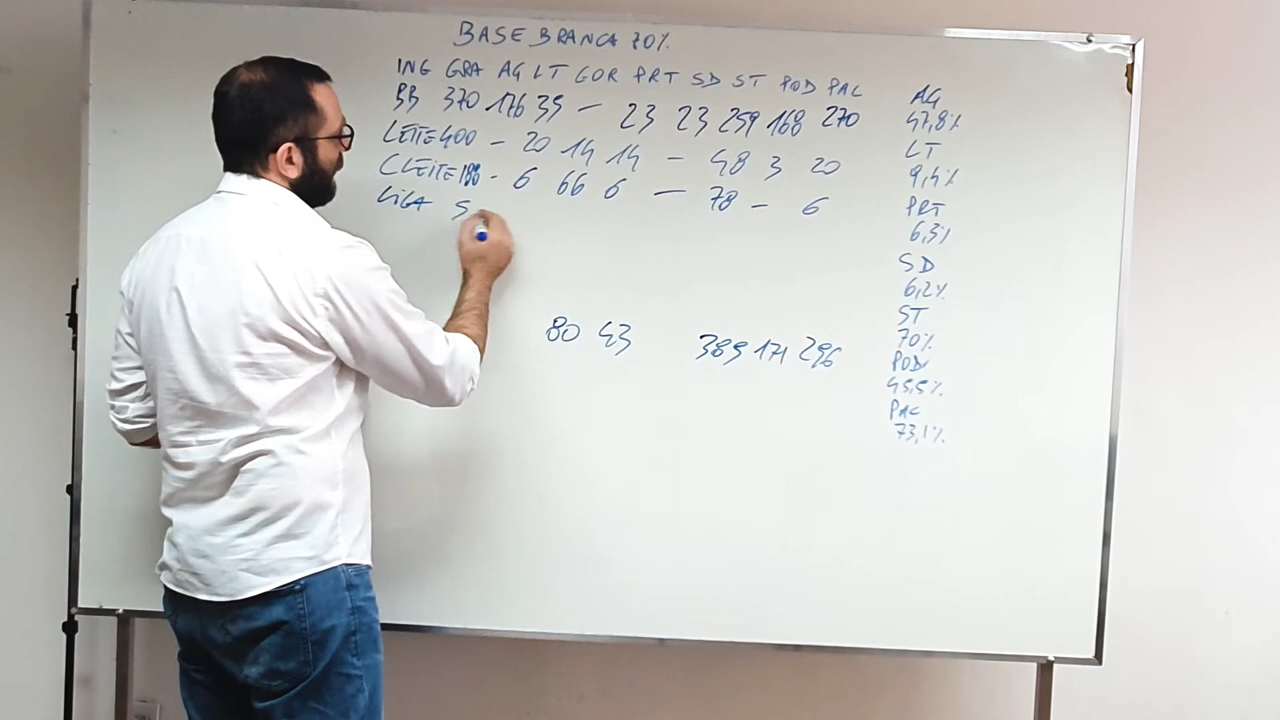 BASE BRANCA 70%
ING GRA AG LT GOR PRT SD ST POD PAC
BB 370 176 35 - 23 23 259 168 270
LEITE 400 - 20 14 14 - 48 3 20
C LEITE 188 - 6 66 6 - 78 - 6
LIGA 5
80 43 389 171 296
AG
47,8%
LT
9,4%
PRT
6,3%
SD
6,2%
ST
70%
POD
45,5%
PAC
73,1%